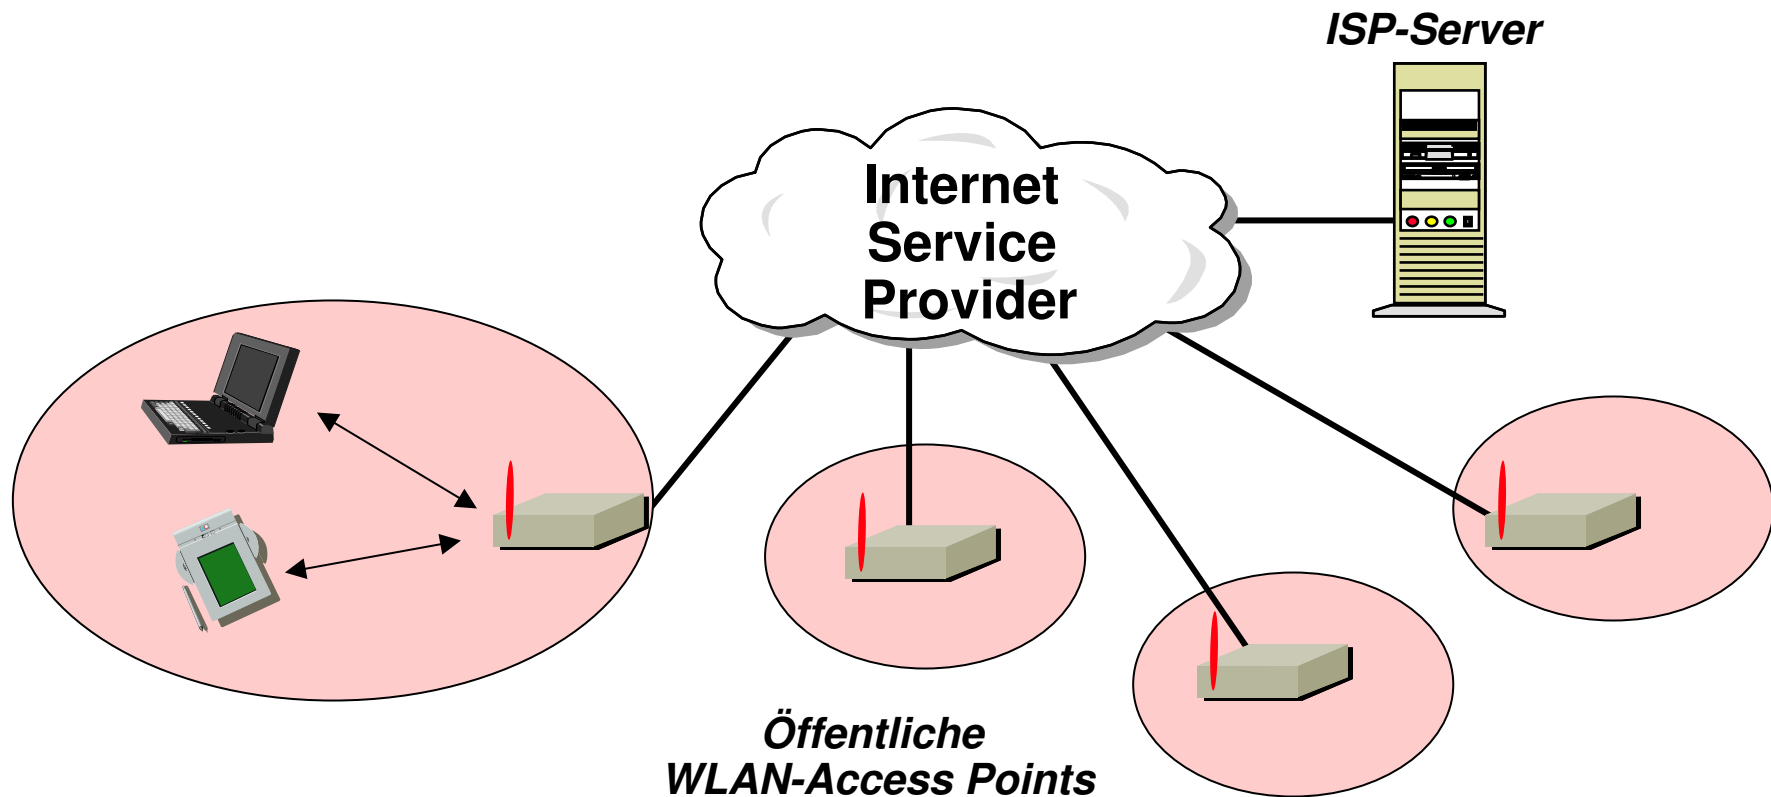 ISP-Server
Internet
Service
Provider
Öffentliche
WLAN-Access Points